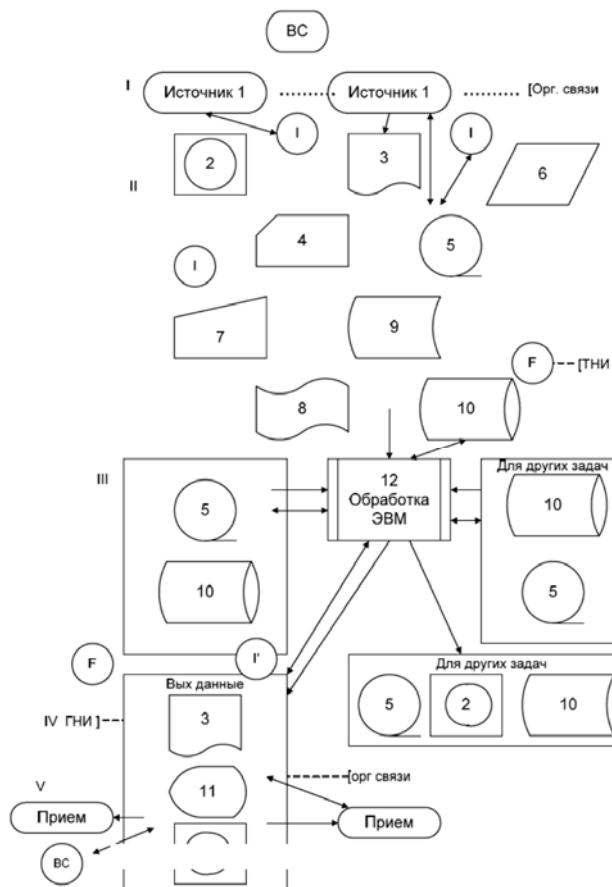 ВС
I
Источник 1
Источник 1
[Орг. связи
I
I
2
3
6
II
4
5
I
7
9
F
[ТНИ
8
10
III
12
Обработка
ЭВМ
Для других задач
5
10
10
5
F
I'
Вых данные
Для других задач
3
5
2
10
IV ГНИ ]
[орг связи
11
V
Прием
Прием
ВС